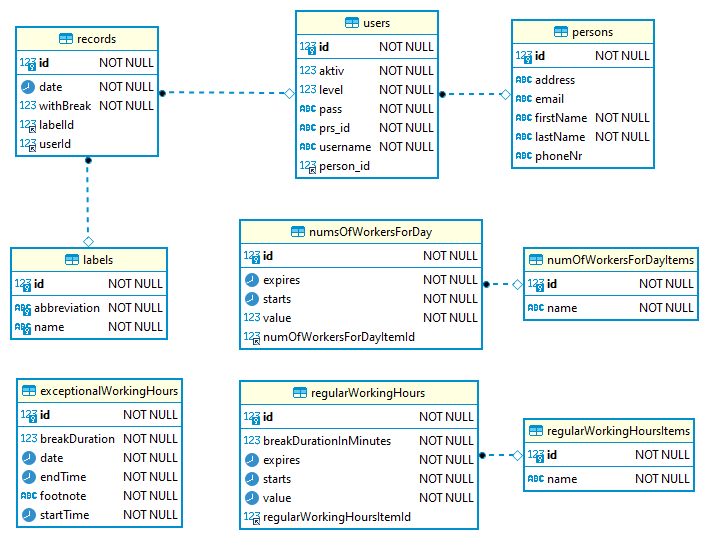 records
123 id NOT NULL
date NOT NULL
123 withBreak NOT NULL
123 labelId
123 userId
users
123 id NOT NULL
123 aktiv NOT NULL
123 level NOT NULL
ABC pass NOT NULL
ABC prs_id NOT NULL
ABC username NOT NULL
123 person_id
persons
123 id NOT NULL
ABC address
ABC email
ABC firstName NOT NULL
ABC lastName NOT NULL
ABC phoneNr
labels
123 id NOT NULL
ABC abbreviation NOT NULL
ABC name NOT NULL
numsOfWorkersForDay
123 id NOT NULL
expires NOT NULL
starts NOT NULL
123 value NOT NULL
123 numOfWorkersForDayItemId
numOfWorkersForDayItems
123 id NOT NULL
ABC name NOT NULL
exceptionalWorkingHours
123 id NOT NULL
123 breakDuration NOT NULL
date NOT NULL
endTime NOT NULL
ABC footnote NOT NULL
startTime NOT NULL
regularWorkingHours
123 id NOT NULL
123 breakDurationInMinutes NOT NULL
expires NOT NULL
starts NOT NULL
value NOT NULL
123 regularWorkingHoursItemId
regularWorkingHoursItems
123 id NOT NULL
ABC name NOT NULL